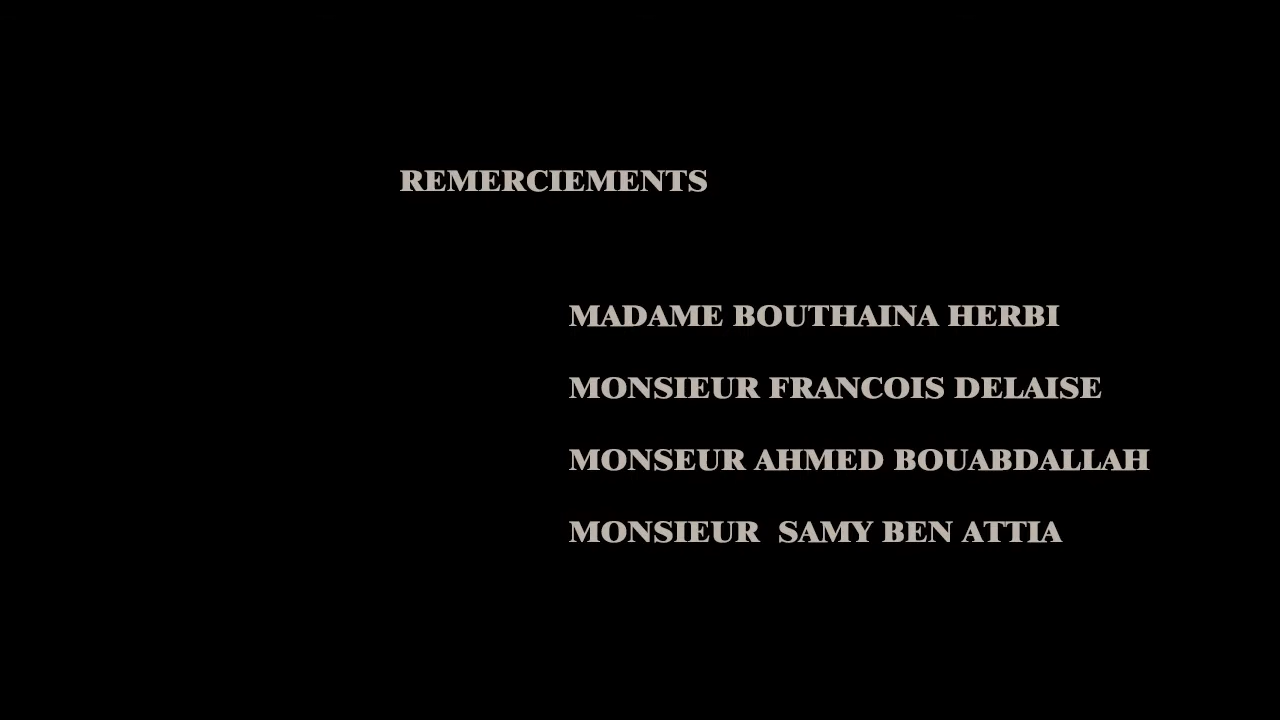 REMERCIEMENTS
MADAME BOUTHAINA HERBI
MONSIEUR FRANCOIS DELAISE
MONSEUR AHMED BOUABDALLAH
MONSIEUR  SAMY BEN ATTIA